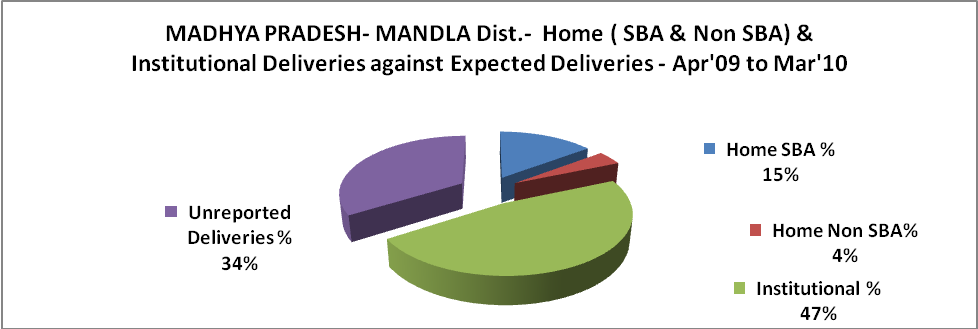 MADHYA PRADESH- MANDLA Dist.- Home ( SBA & Non SBA) &
Institutional Deliveries against Expected Deliveries - Apr'09 to Mar'10
Home SBA %
15%
Unreported
Deliveries %
34%
Home Non SBA%
4%
Institutional %
47%